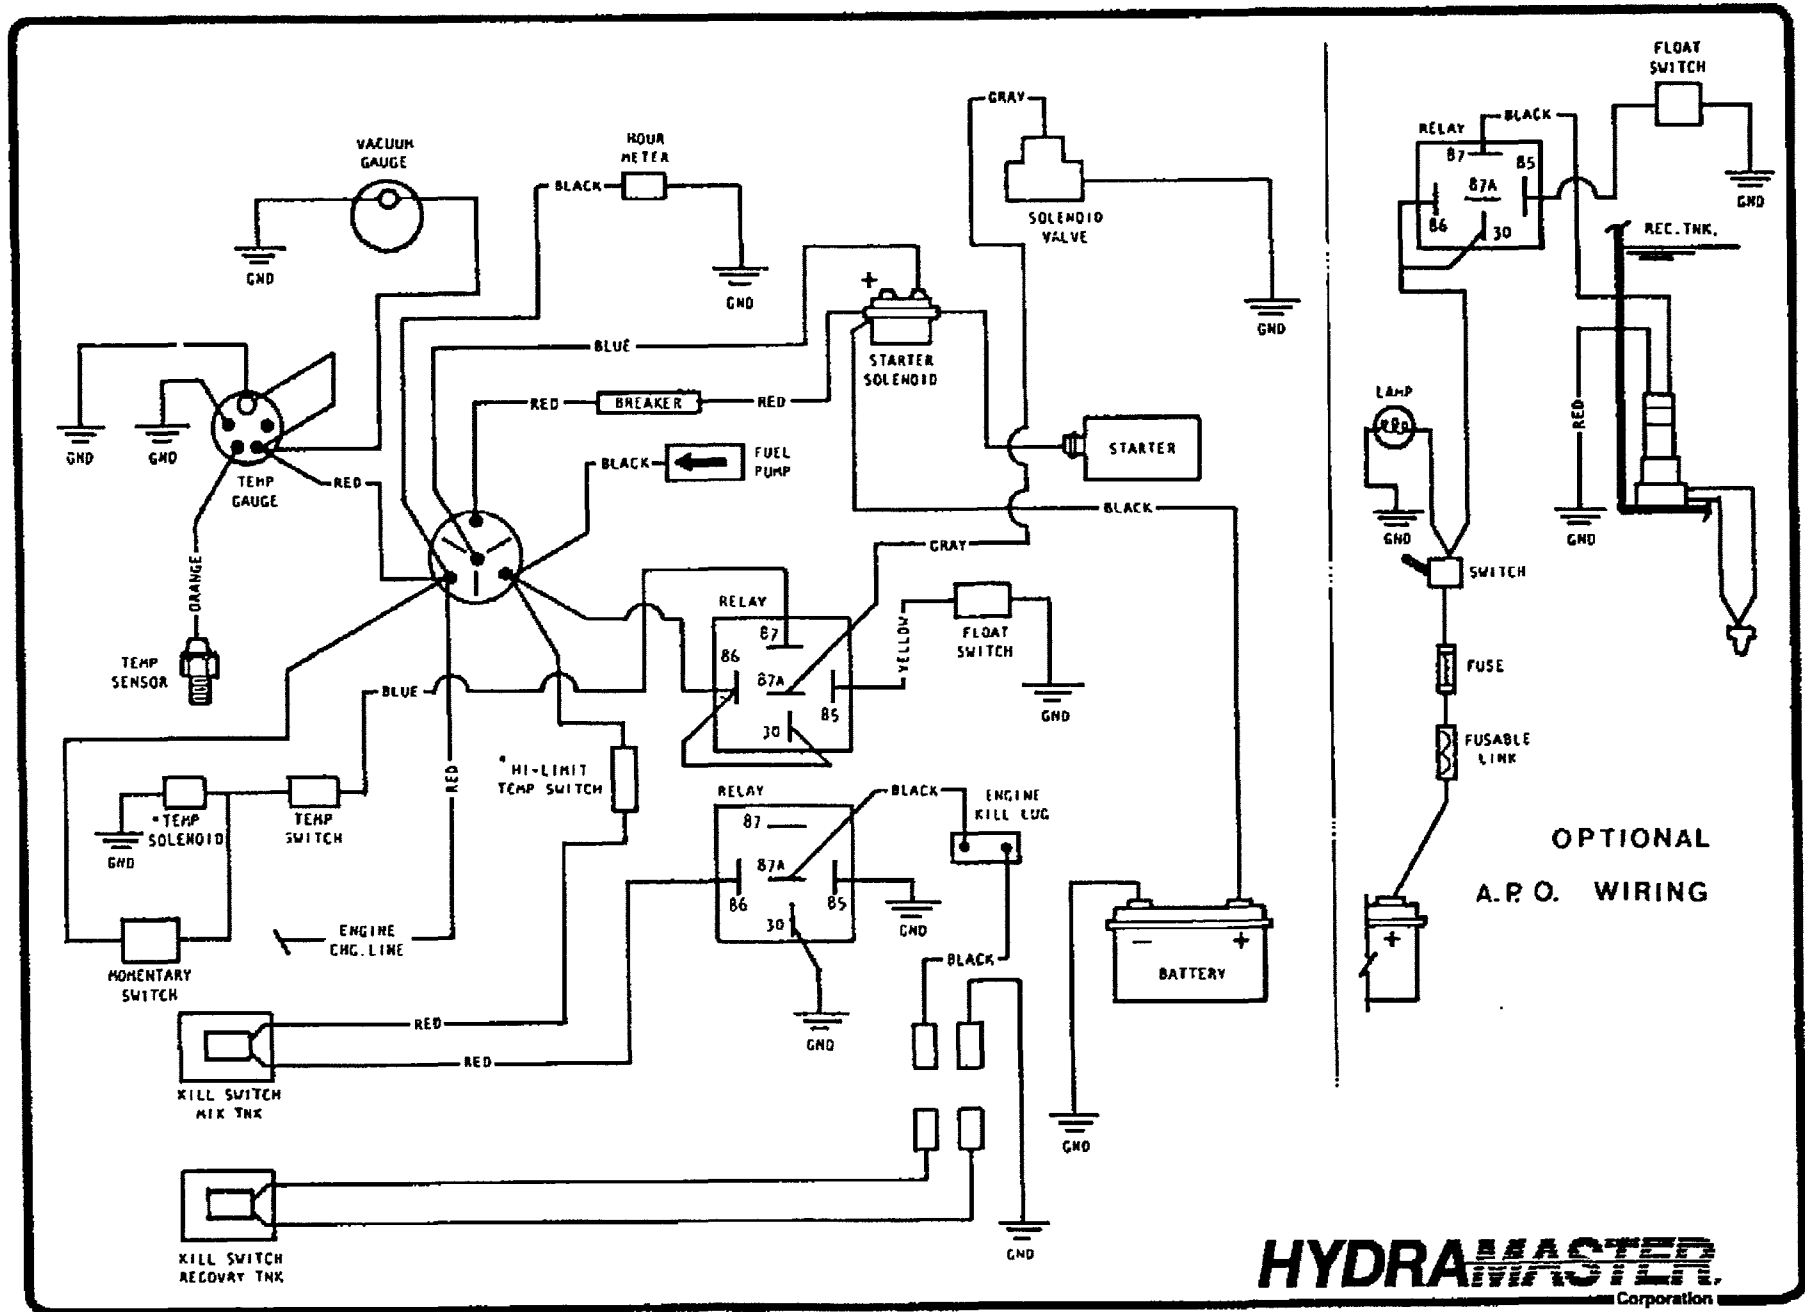 VACUUM
GAUGE
GND
HOUR
METER
BLACK
GND
GRAY
SOLENOID
VALVE
GND
+
STARTER
SOLENOID
BLUE
RED
BREAKER
RED
BLACK
FUEL
PUMP
STARTER
BLACK
GND
GND
TEMP
GAUGE
RED
ORANGE
TEMP
SENSOR
GRAY
RELAY
87
86
87A
85
30
YELLOW
FLOAT
SWITCH
GND
BLUE
RED
*HI-LIMIT
TEMP SWITCH
GND
*TEMP
SOLENOID
TEMP
SWITCH
MOMENTARY
SWITCH
ENGINE
CHG. LINE
RELAY
87
87A
86
85
30
GND
GND
BLACK
ENGINE
KILL LUG
BLACK
RED
RED
KILL SWITCH
MIX TNK
KILL SWITCH
RECOVRY TNK
GND
GND
−
+
BATTERY
FLOAT
SWITCH
GND
BLACK
RELAY
87
85
87A
86
30
REC. TNK.
RED
GND
LAMP
GND
SWITCH
FUSE
FUSABLE
LINK
+
OPTIONAL
A.P.O. WIRING
HYDRAMASTER.
Corporation